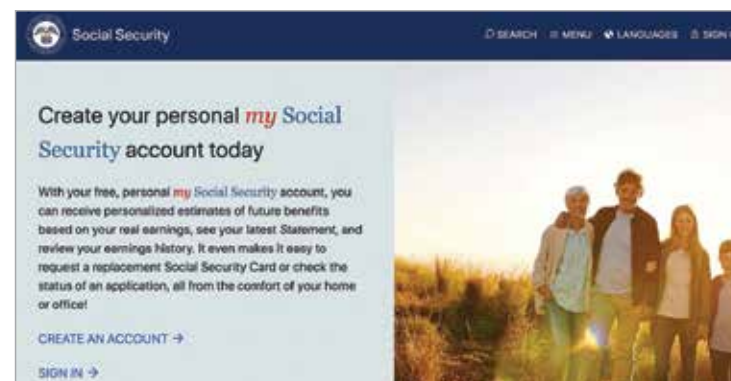 Social Security
SEARCH MENU LANGUAGES SIGN
Create your personal my Social
Security account today
With your free, personal my Social Security account, you
can receive personalized estimates of future benefits
based on your real earnings, see your latest Statement, and
review your earnings history. It even makes it easy to
request a replacement Social Security Card or check the
status of an application, all from the comfort of your home
or office!
CREATE AN ACCOUNT →
SIGN IN →